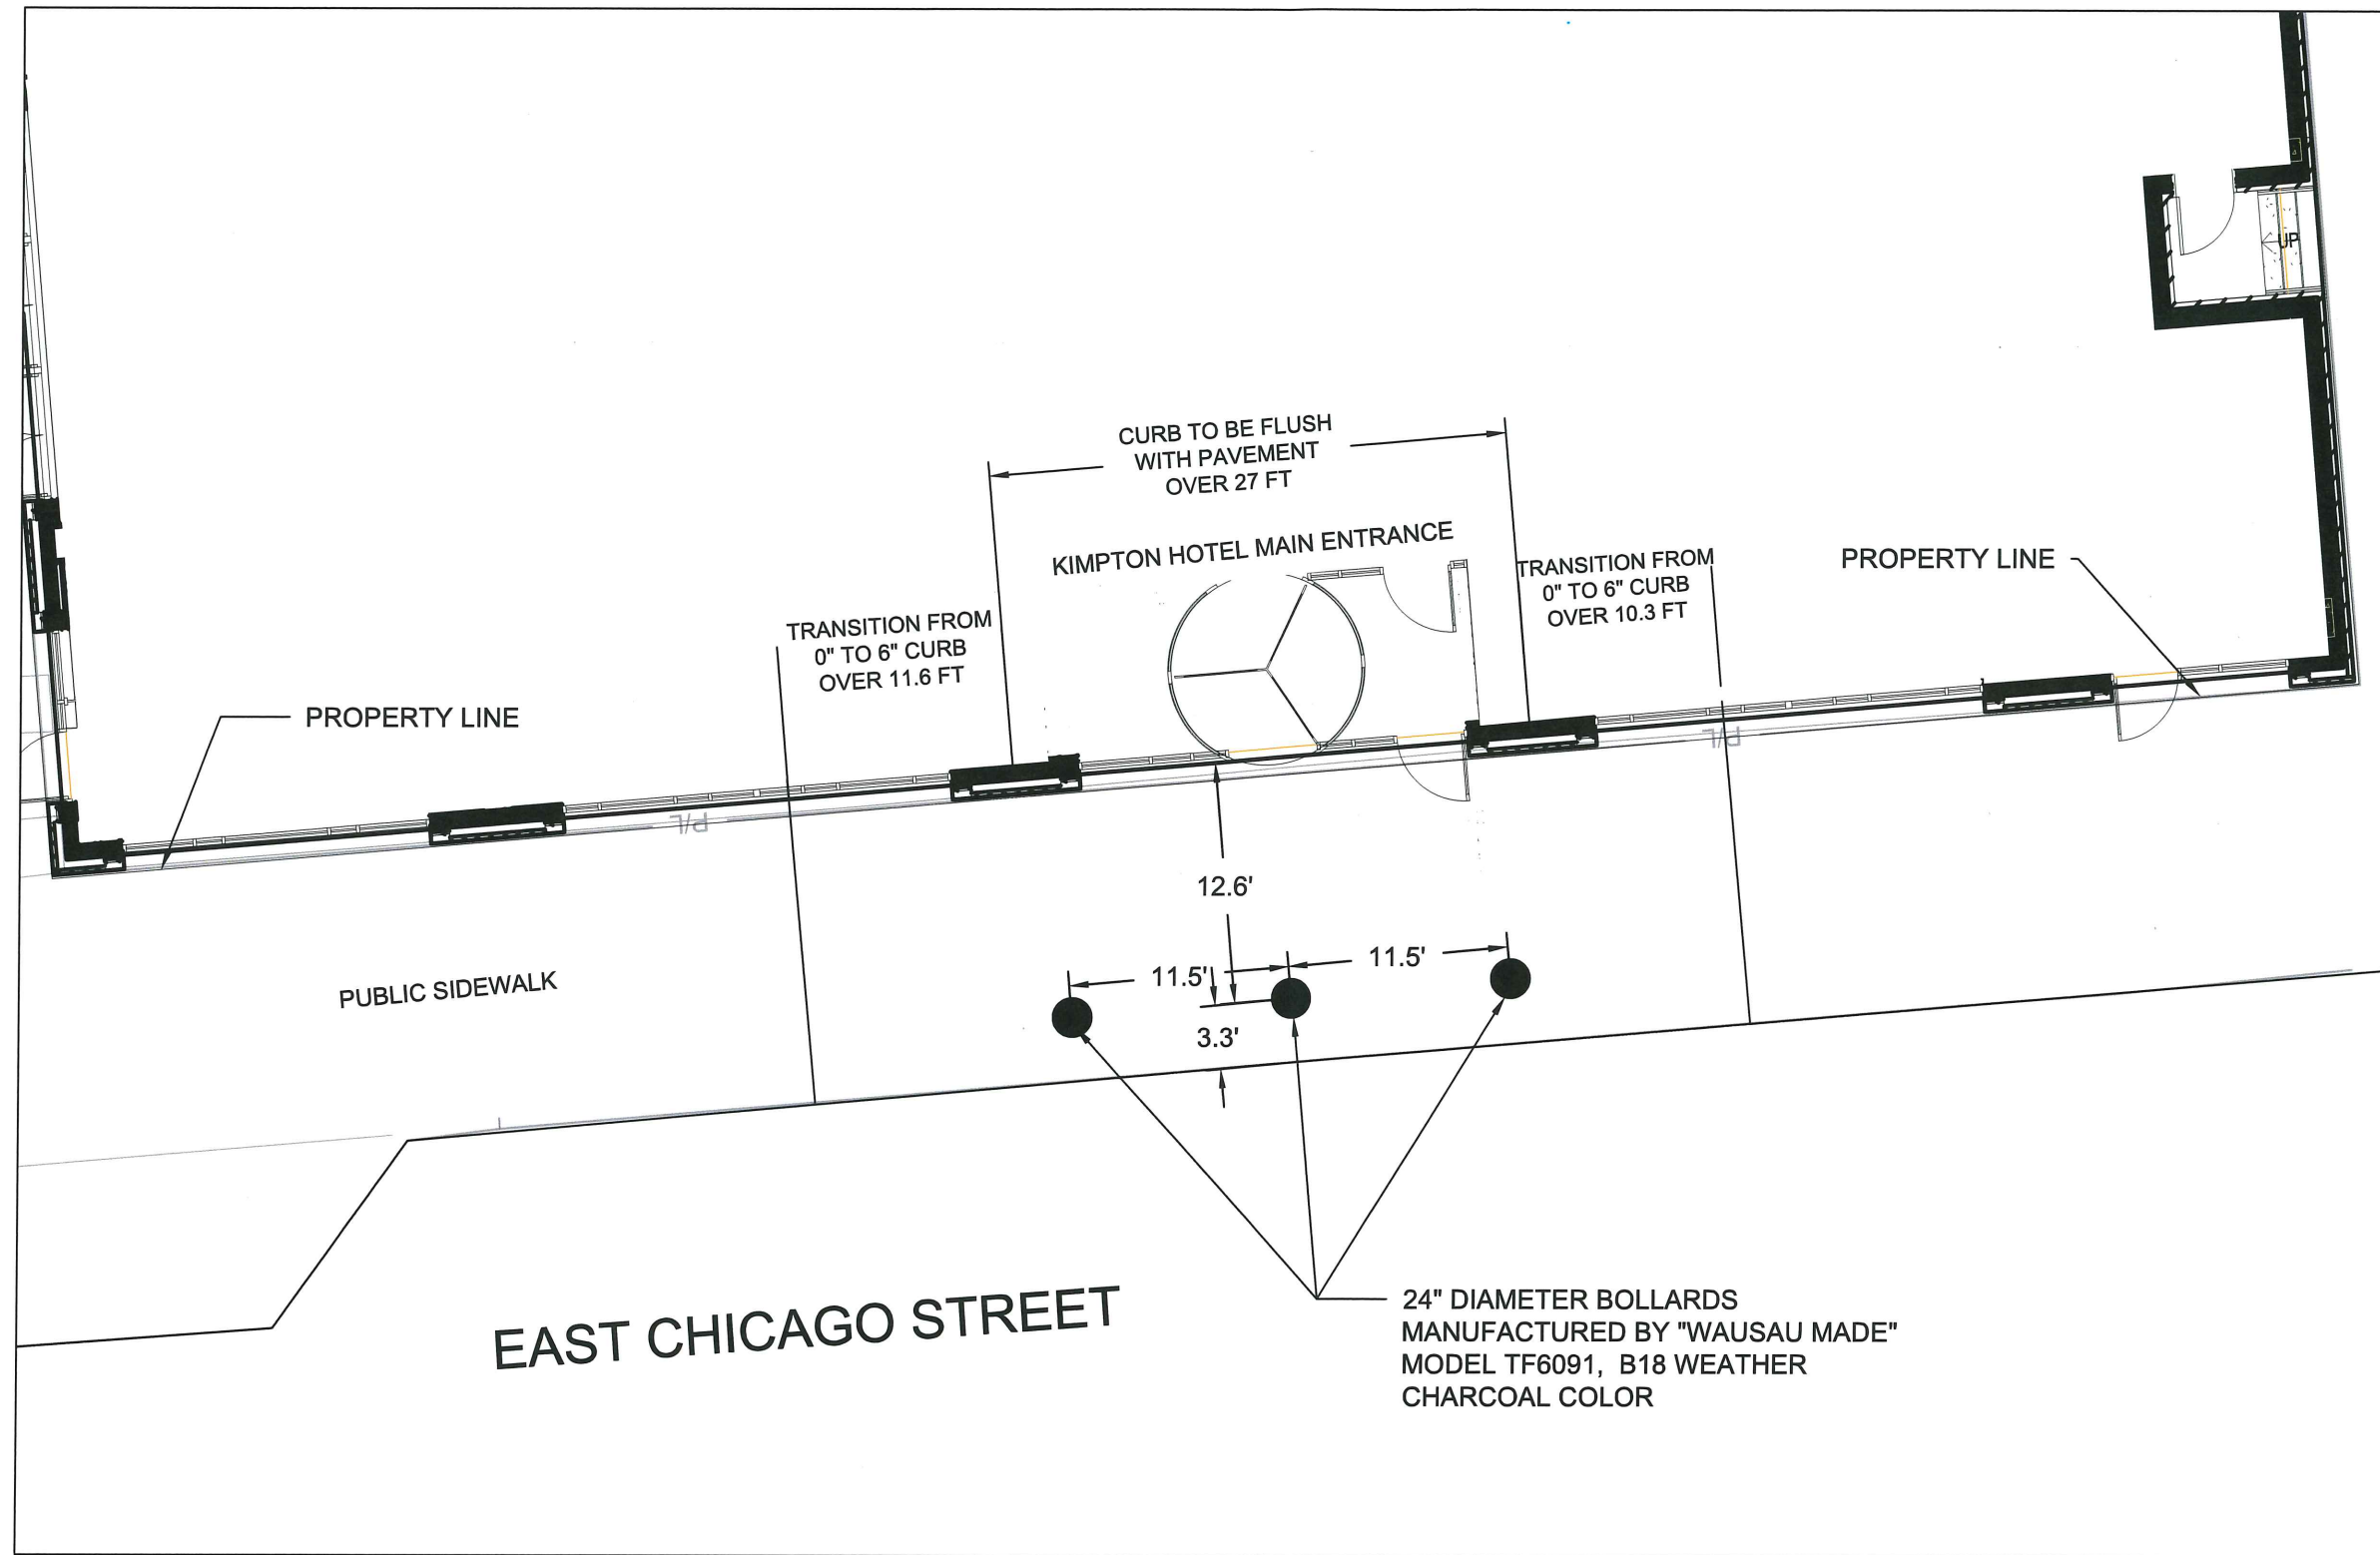 UP
CURB TO BE FLUSH
WITH PAVEMENT
OVER 27 FT
KIMPTON HOTEL MAIN ENTRANCE
TRANSITION FROM
0" TO 6" CURB
OVER 10.3 FT
PROPERTY LINE
TRANSITION FROM
0" TO 6" CURB
OVER 11.6 FT
PROPERTY LINE
P/L
P/L
12.6'
11.5'
11.5'
PUBLIC SIDEWALK
3.3'
EAST CHICAGO STREET
24" DIAMETER BOLLARDS
MANUFACTURED BY "WAUSAU MADE"
MODEL TF6091, B18 WEATHER
CHARCOAL COLOR